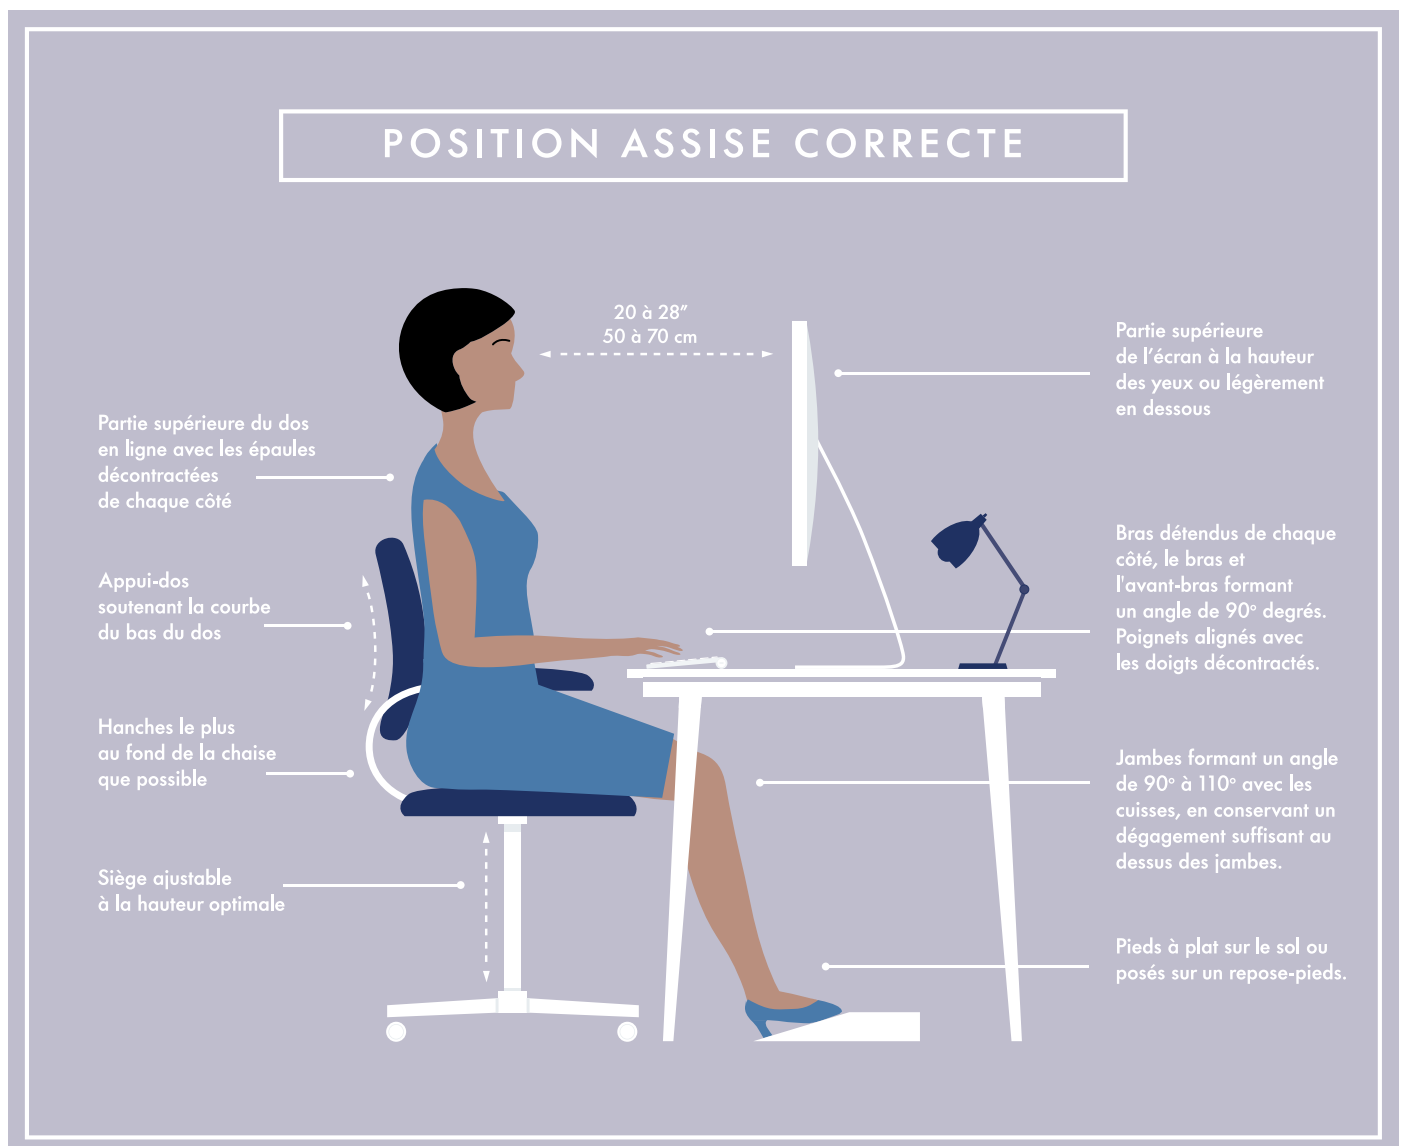 POSITION ASSISE CORRECTE
20 à 28"
50 à 70 cm
Partie supérieure du dos
en ligne avec les épaules
décontractées
de chaque côté
Appui-dos
soutenant la courbe
du bas du dos
Hanches le plus
au fond de la chaise
que possible
Siège ajustable
à la hauteur optimale
Partie supérieure
de l'écran à la hauteur
des yeux ou légèrement
en dessous
Bras détendus de chaque
côté, le bras et
l'avant-bras formant
un angle de 90° degrés.
Poignets alignés avec
les doigts décontractés.
Jambes formant un angle
de 90° à 110° avec les
cuisses, en conservant un
dégagement suffisant au
dessus des jambes.
Pieds à plat sur le sol ou
posés sur un repose-pieds.